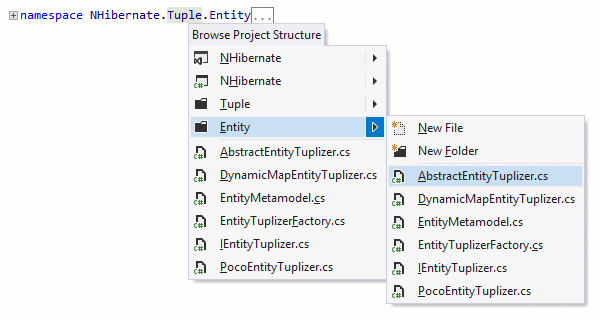 namespace NHibernate.Tuple.Entity...
Browse Project Structure
NHibernate
NHibernate
Tuple
Entity
AbstractEntityTuplizer.cs
DynamicMapEntityTuplizer.cs
EntityMetamodel.cs
EntityTuplizerFactory.cs
IEntityTuplizer.cs
PocoEntityTuplizer.cs
New File
New Folder
AbstractEntityTuplizer.cs
DynamicMapEntityTuplizer.cs
EntityMetamodel.cs
EntityTuplizerFactory.cs
IEntityTuplizer.cs
PocoEntityTuplizer.cs